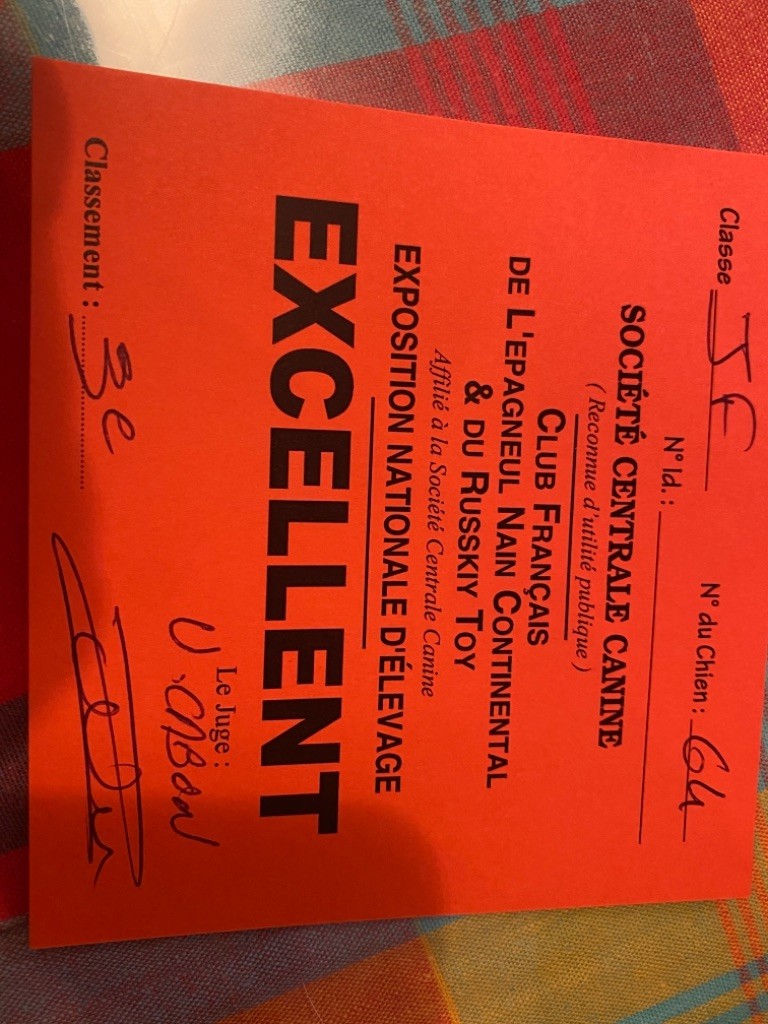 Classe JF N° du Chien : 64
N° Id. :
SOCIÉTÉ CENTRALE CANINE
( Reconnue d'utilité publique )
CLUB FRANÇAIS
DE L'EPAGNEUL NAIN CONTINENTAL
& DU RUSSKIY TOY
Affilié à la Société Centrale Canine
EXPOSITION NATIONALE D'ÉLEVAGE
EXCELLENT
Le Juge :
Classement : 3e